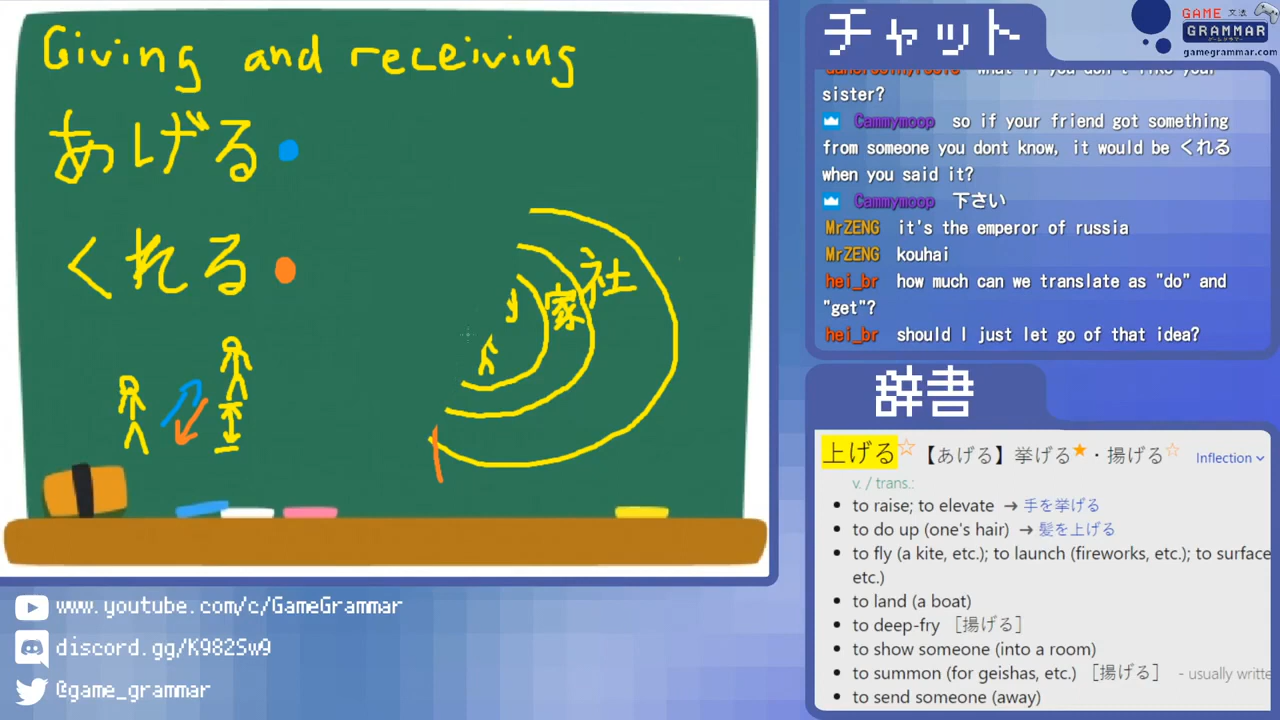 Giving and receiving
あげる
くれる
家
社
www.youtube.com/c/GameGrammar
discord.gg/K982Sw9
@game_grammar
チャット
GAME 文法
GRAMMAR
gamegrammar.com
what if you don't like your
sister?
Cammymoop so if your friend got something
from someone you dont know, it would be くれる
when you said it?
Cammymoop 下さい
MrZENG it's the emperor of russia
MrZENG kouhai
hei_br how much can we translate as "do" and
"get"?
hei_br should I just let go of that idea?
辞書
上げる☆【あげる】挙げる★・揚げる☆ Inflection
v. / trans.:
• to raise; to elevate → 手を挙げる
• to do up (one's hair) → 髪を上げる
• to fly (a kite, etc.); to launch (fireworks, etc.); to surface
etc.)
• to land (a boat)
• to deep-fry ［揚げる］
• to show someone (into a room)
• to summon (for geishas, etc.) ［揚げる］ - usually writte
• to send someone (away)